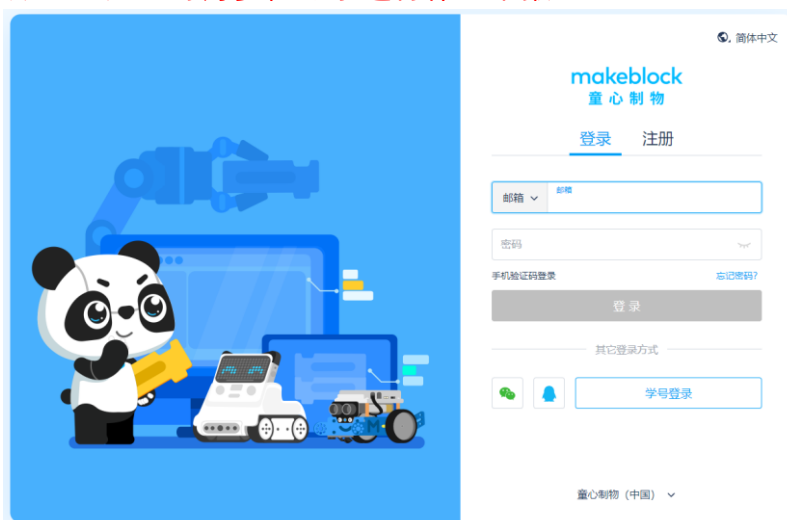 简体中文
makeblock
童心制物
登录 注册
邮箱 邮箱
密码
手机验证码登录 忘记密码?
登 录
其它登录方式
学号登录
童心制物（中国）